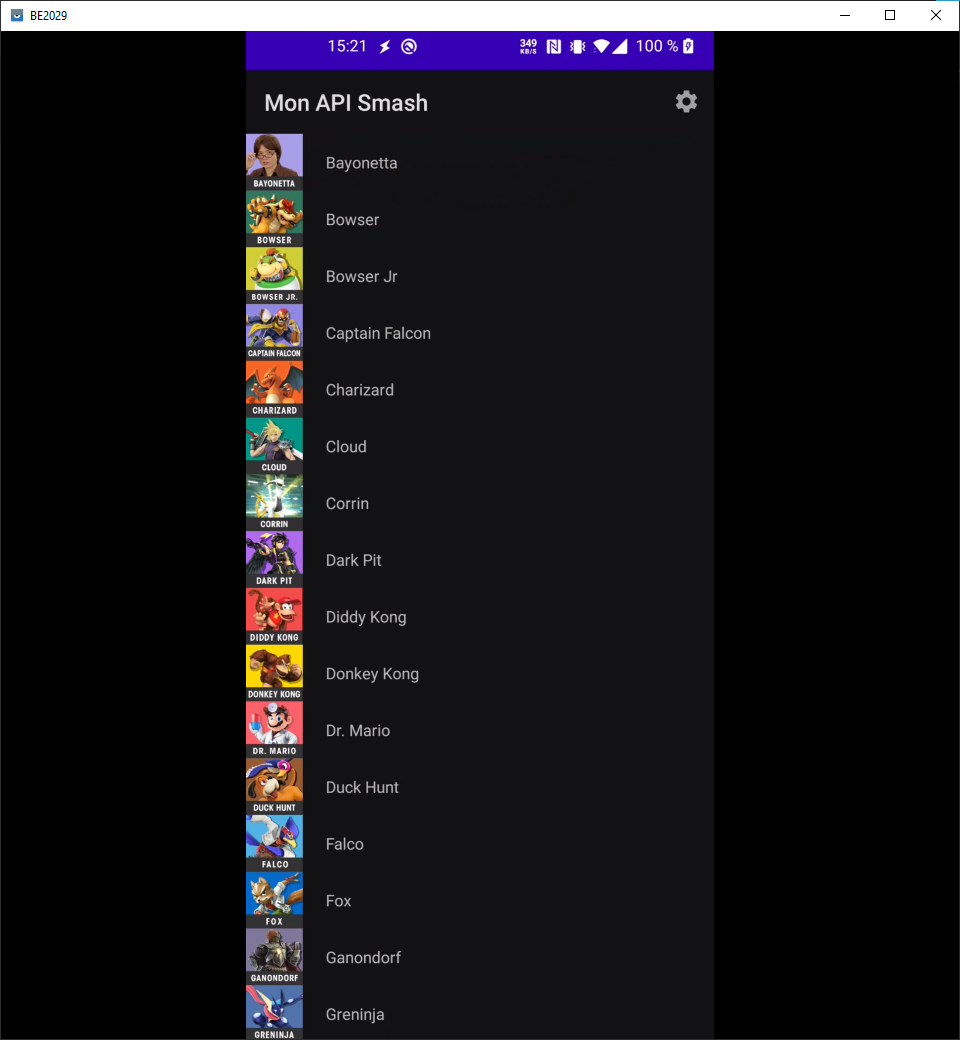 BE2029
15:21
349
KB/S
100 %
Mon API Smash
BAYONETTA
Bayonetta
BOWSER
Bowser
BOWSER JR.
Bowser Jr
CAPTAIN FALCON
Captain Falcon
CHARIZARD
Charizard
CLOUD
Cloud
CORRIN
Corrin
DARK PIT
Dark Pit
DIDDY KONG
Diddy Kong
DONKEY KONG
Donkey Kong
DR. MARIO
Dr. Mario
DUCK HUNT
Duck Hunt
FALCO
Falco
FOX
Fox
GANONDORF
Ganondorf
GRENINJA
Greninja